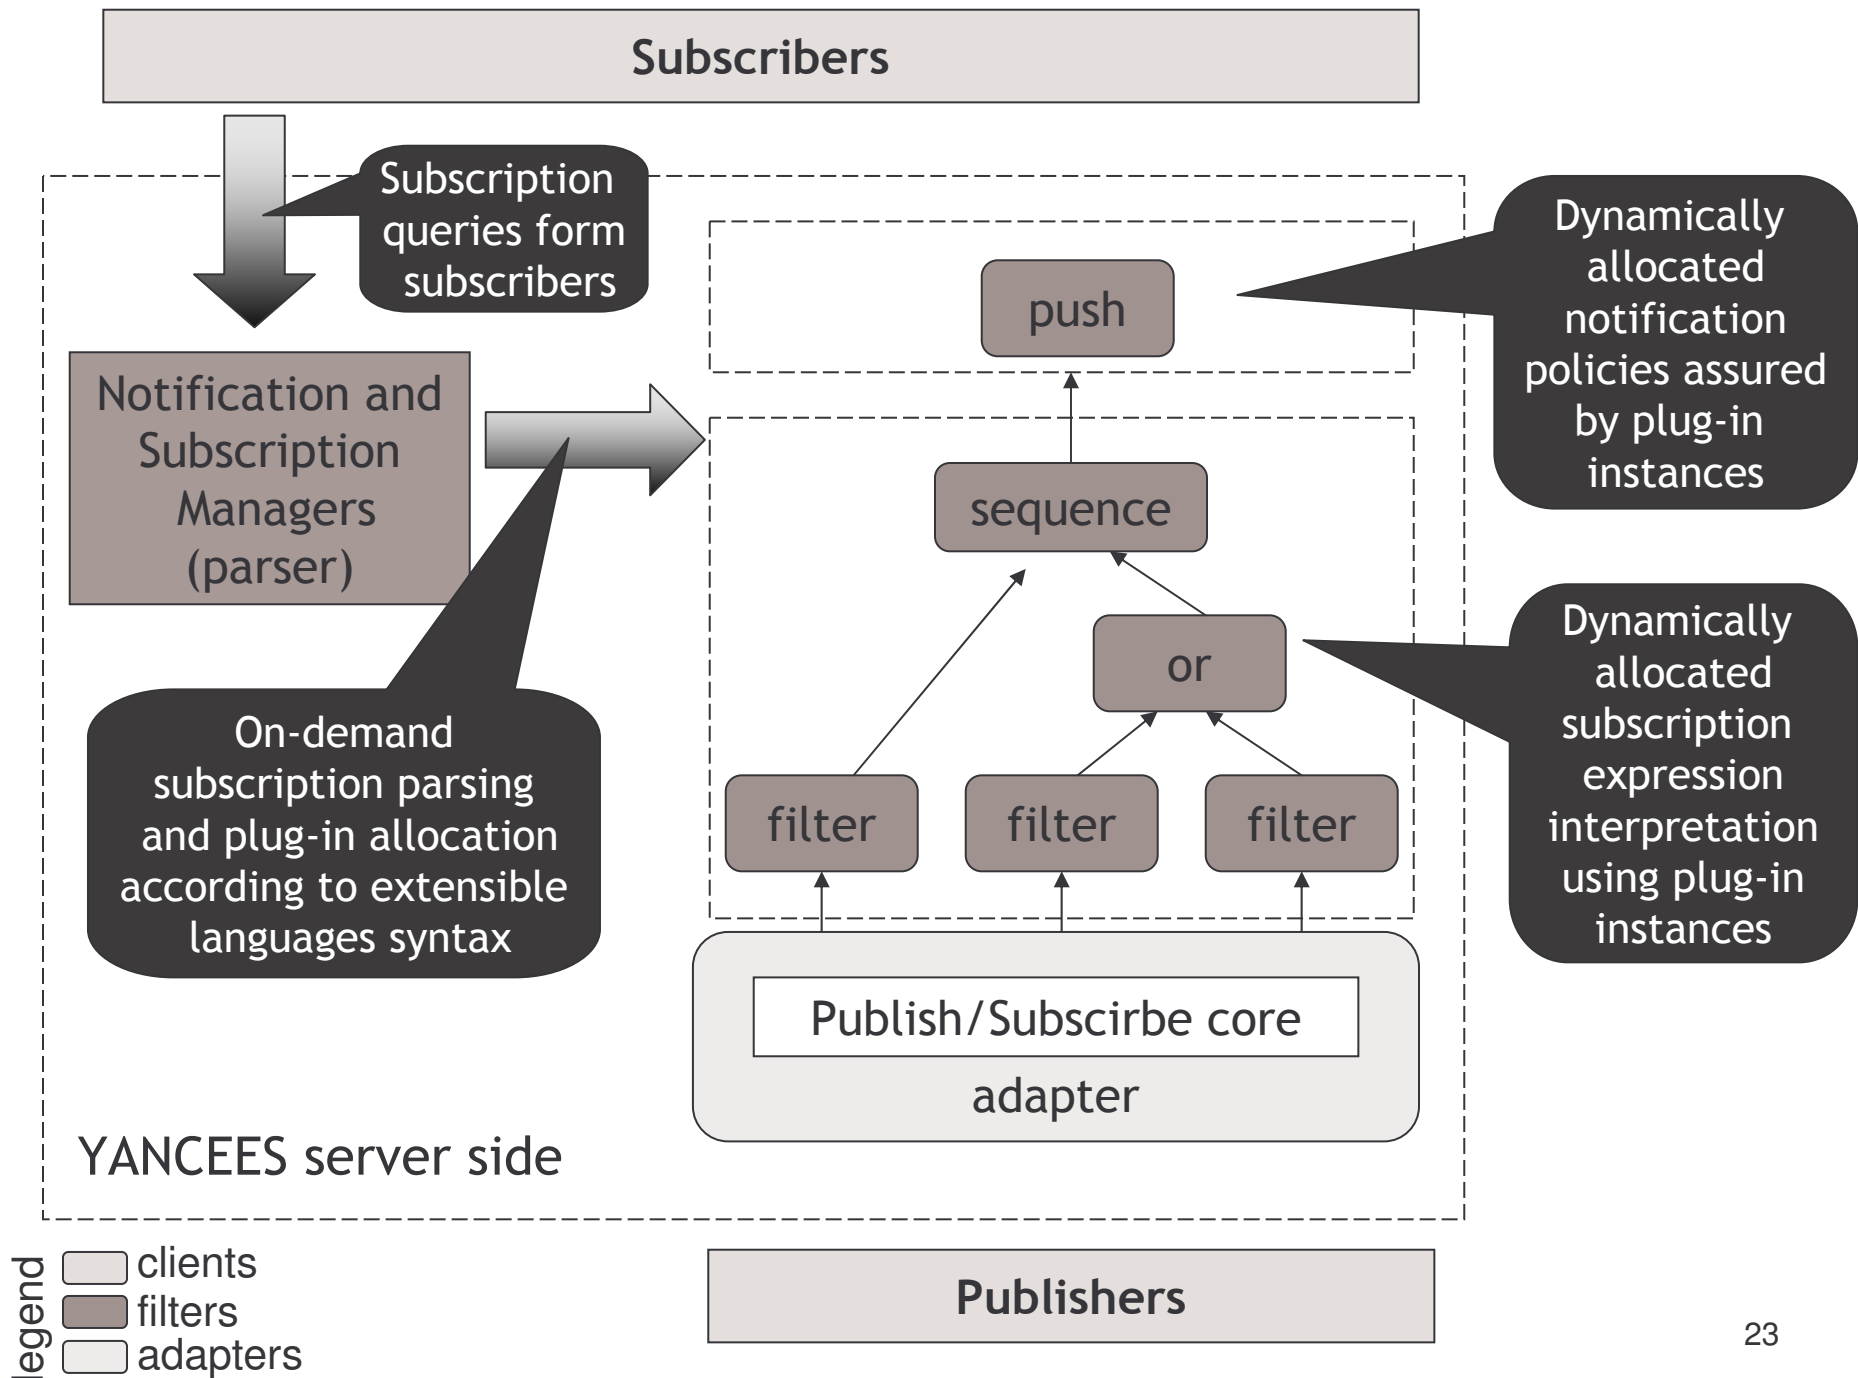 Subscribers
Subscription
queries form
subscribers
Notification and
Subscription
Managers
(parser)
push
Dynamically
allocated
notification
policies assured
by plug-in
instances
sequence
or
Dynamically
allocated
subscription
expression
interpretation
using plug-in
instances
On-demand
subscription parsing
and plug-in allocation
according to extensible
languages syntax
filter
filter
filter
Publish/Subscirbe core
adapter
YANCEES server side
legend
clients
filters
adapters
Publishers
23